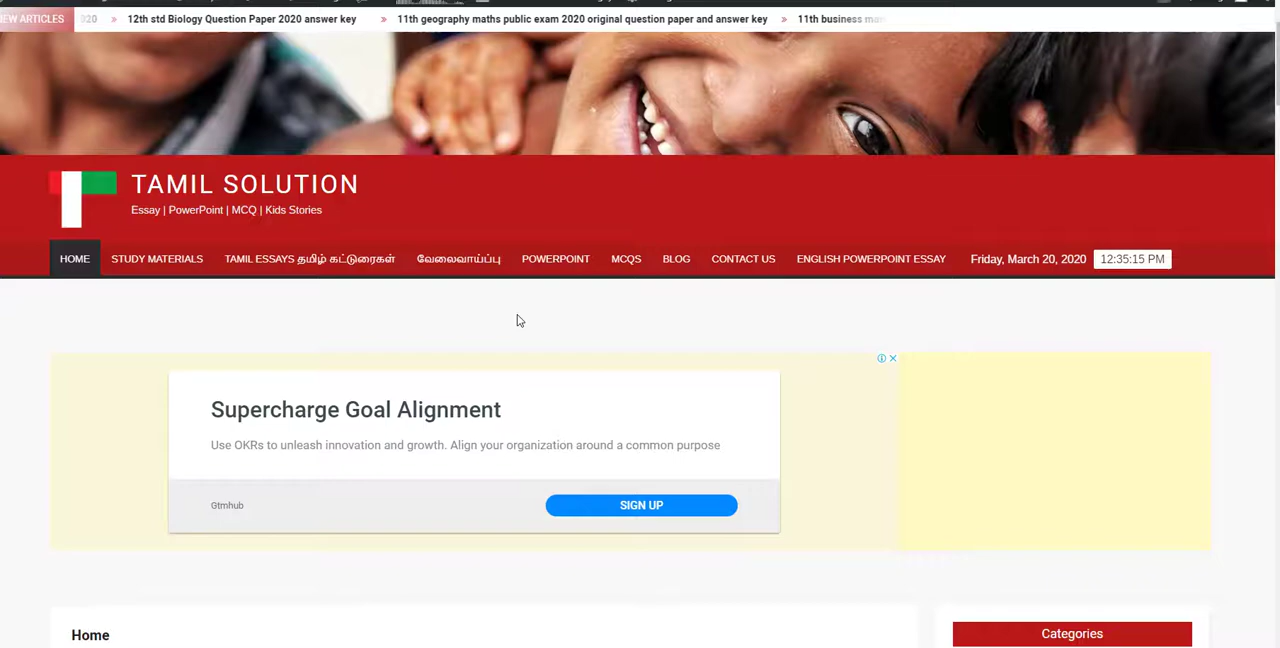 NEW ARTICLES 020 » 12th std Biology Question Paper 2020 answer key » 11th geography maths public exam 2020 original question paper and answer key » 11th business
TAMIL SOLUTION
Essay | PowerPoint | MCQ | Kids Stories
HOME STUDY MATERIALS TAMIL ESSAYS தமிழ் கட்டுரைகள் வேலைவாய்ப்பு POWERPOINT MCQS BLOG CONTACT US ENGLISH POWERPOINT ESSAY Friday, March 20, 2020 12:35:15 PM
Supercharge Goal Alignment
Use OKRs to unleash innovation and growth. Align your organization around a common purpose
Gtmhub SIGN UP
Home Categories